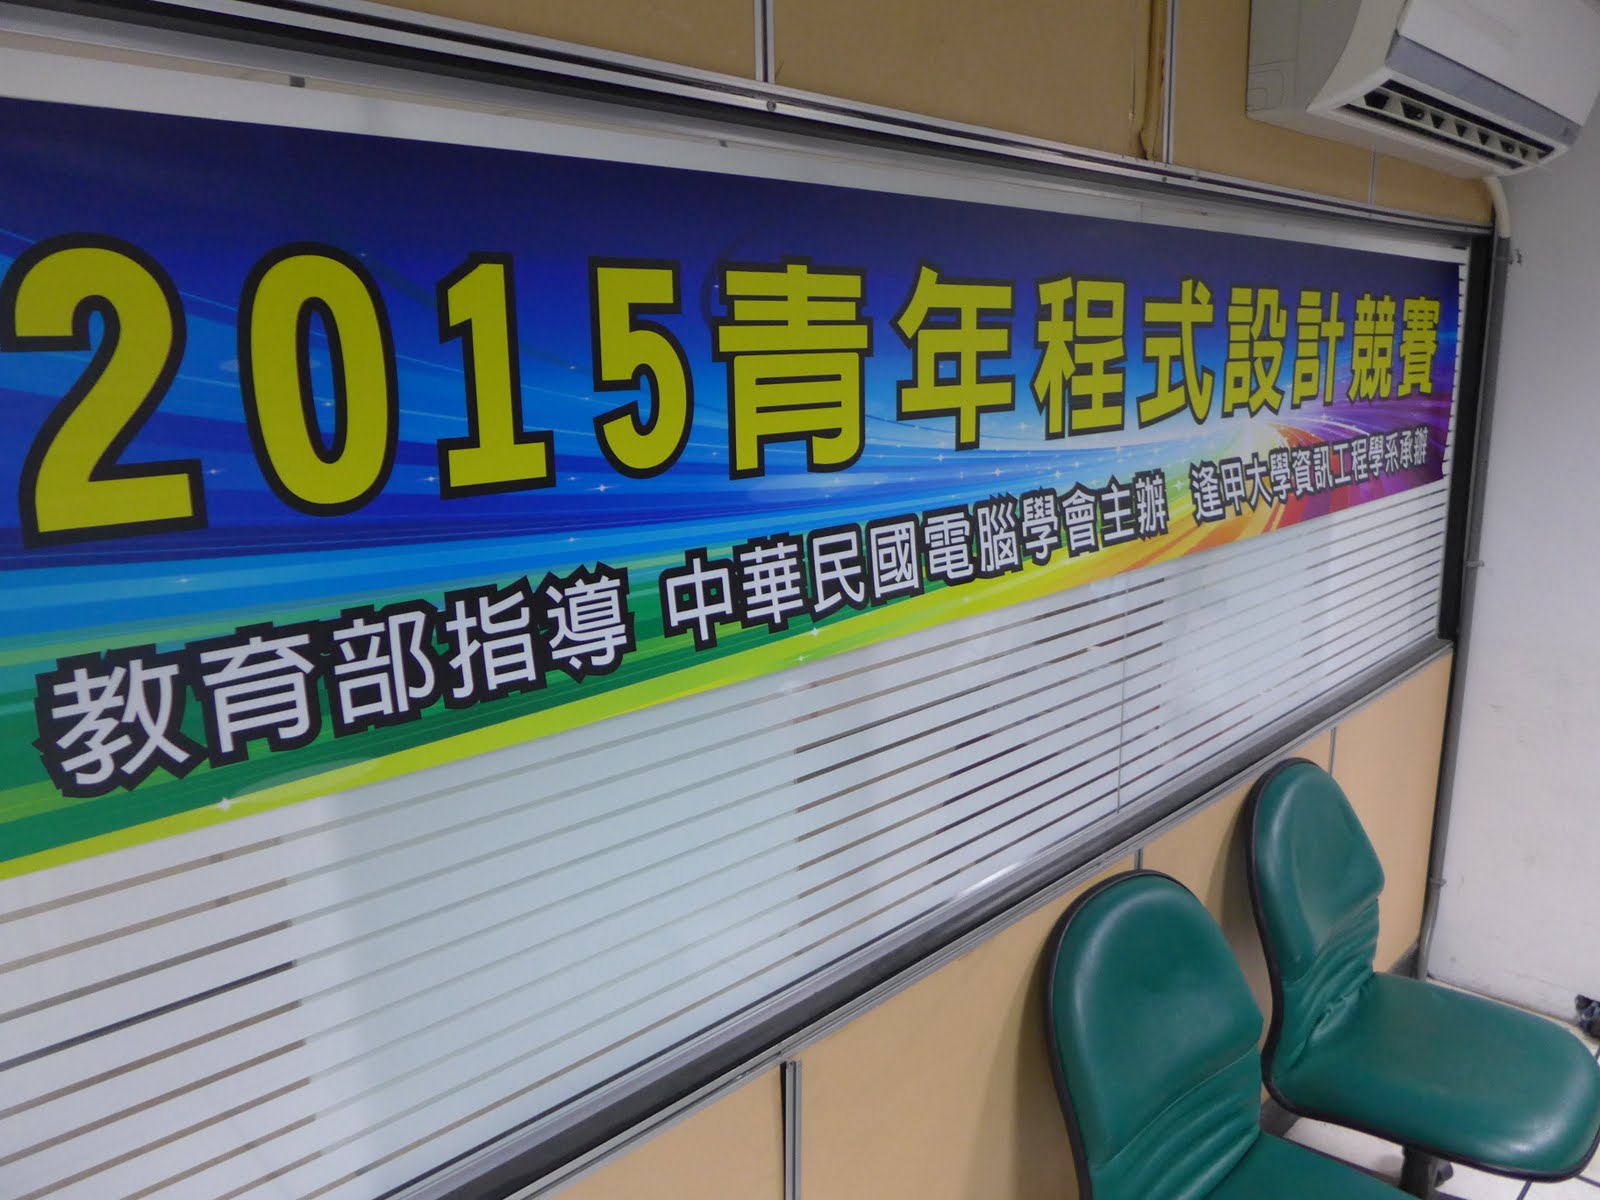 2015青年程式設計競賽
教育部指導 中華民國電腦學會主辦 逢甲大學資訊工程學系承辦